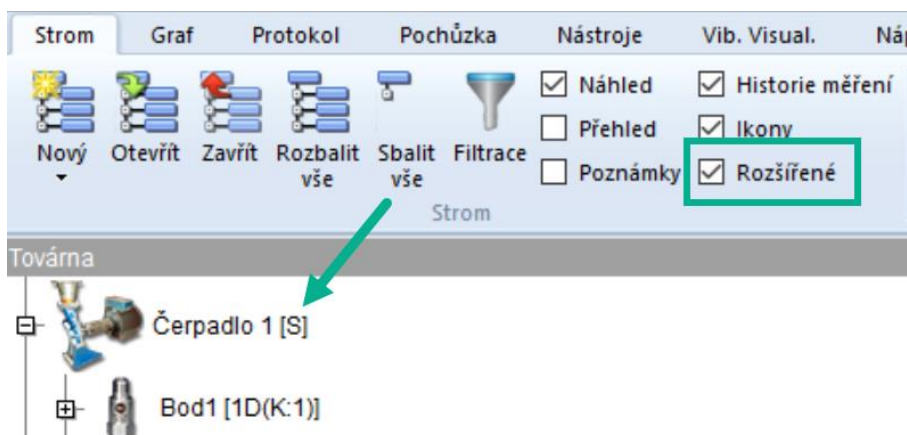 Strom Graf Protokol Pochůzka Nástroje Vib. Visual.
Náhled Historie měření
Přehled Ikony
Poznámky Rozšířené
Nový Otevřít Zavřít Rozbalit vše Sbalit vše Filtrace
Strom
Továrna
Čerpadlo 1 [S]
Bod1 [1D(K:1)]